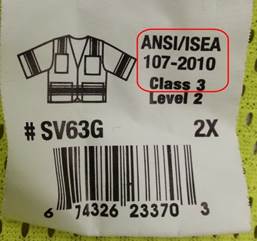 ANSI/ISEA
107-2010
Class 3
Level 2
# SV63G 2X
6 74326 23370 3